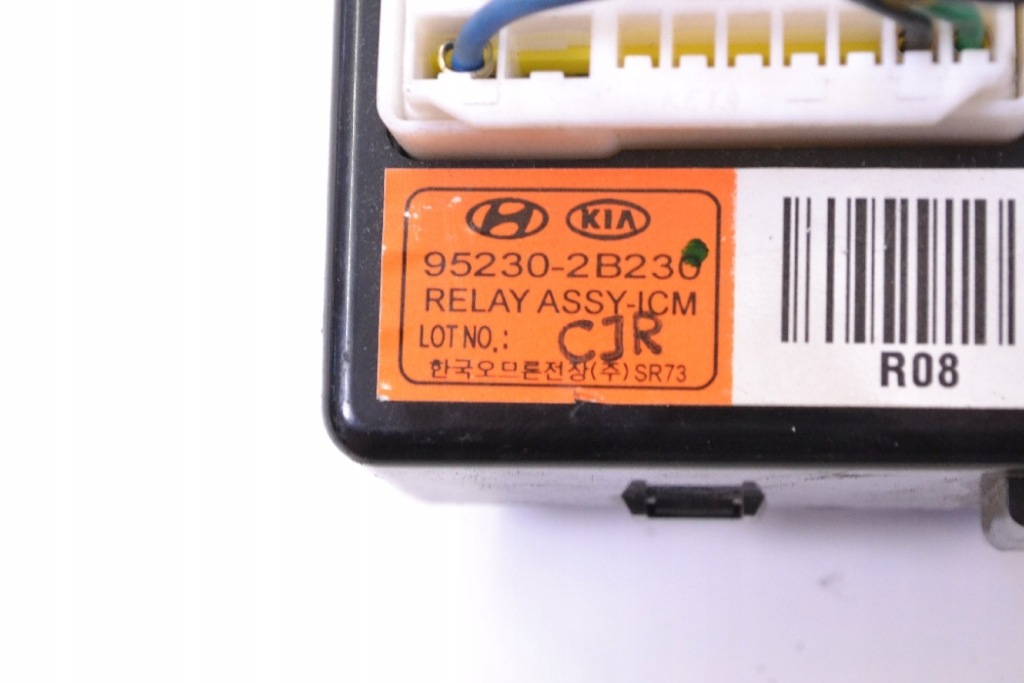 KIA
95230-2B230
RELAY ASSY-ICM
LOT NO.: CJR
한국오므론전장(주) SR73
R08